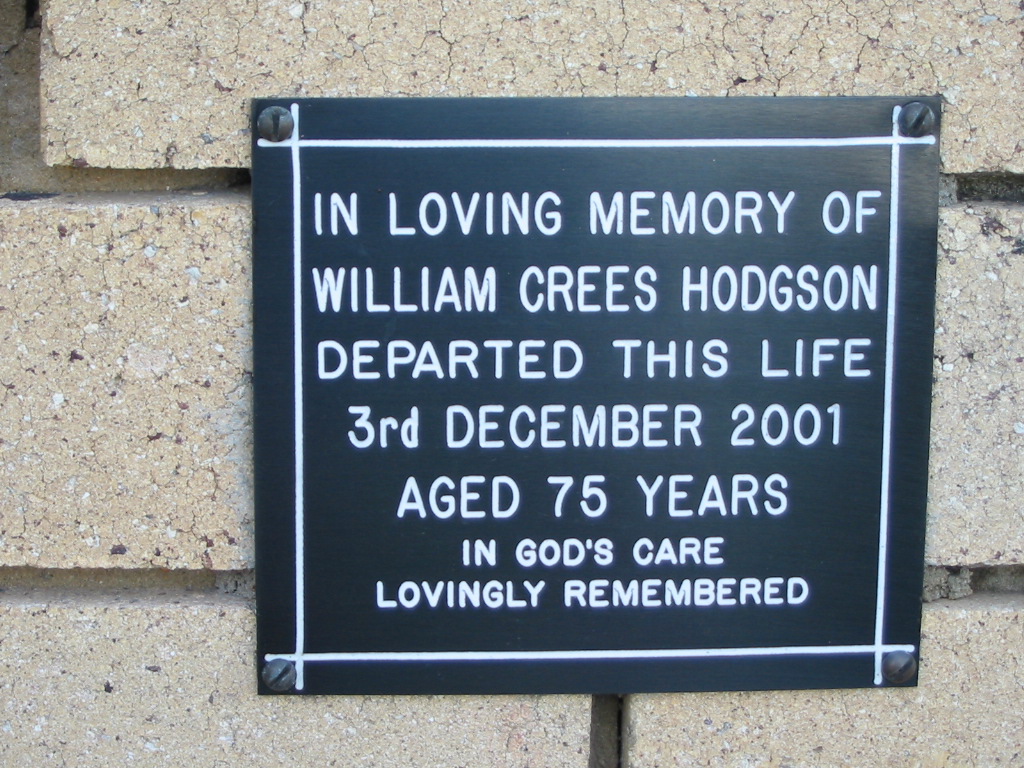 IN LOVING MEMORY OF
WILLIAM CREES HODGSON
DEPARTED THIS LIFE
3rd DECEMBER 2001
AGED 75 YEARS
IN GOD'S CARE
LOVINGLY REMEMBERED